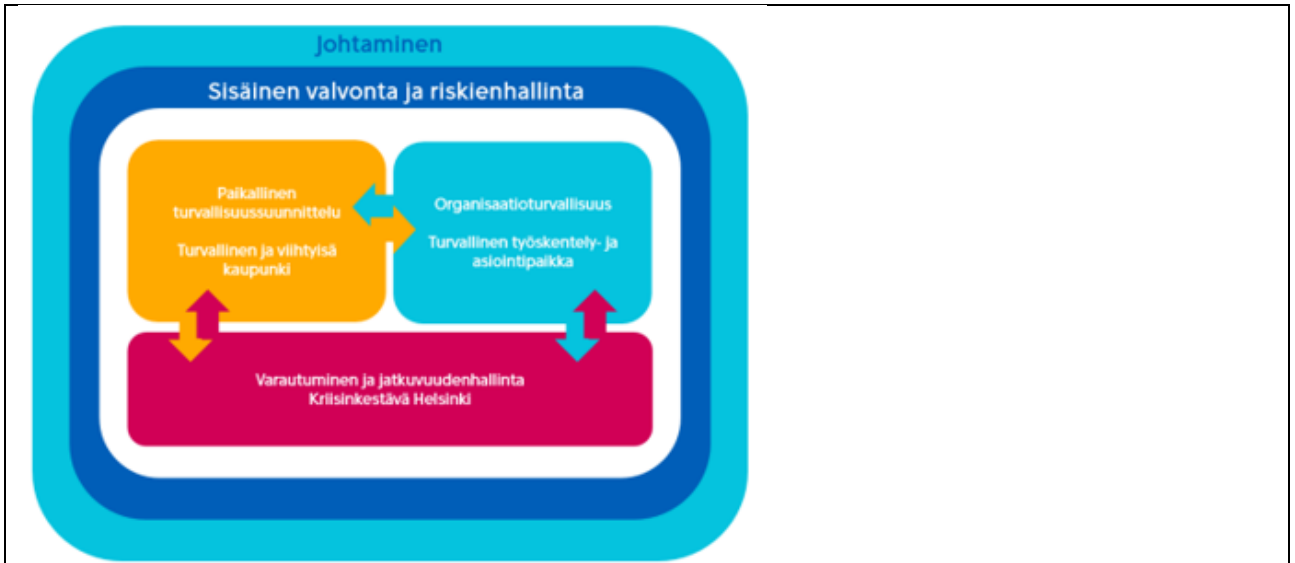 Johtaminen
Sisäinen valvonta ja riskienhallinta
Paikallinen
turvallisuussuunnittelu
Turvallinen ja viihtyisä
kaupunki
Organisaatioturvallisuus
Turvallinen työskentely- ja
asiointipaikka
Varautuminen ja jatkuvuudenhallinta
Kriisinkestävä Helsinki